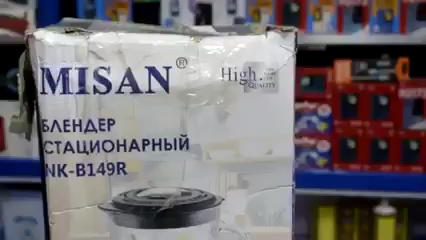 MISAN®
High
QUALITY
БЛЕНДЕР
СТАЦИОНАРНЫЙ
NK-B149R